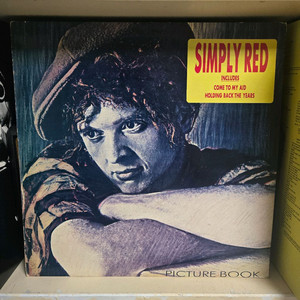 SIMPLY RED
INCLUDES
COME TO MY AID
HOLDING BACK THE YEARS
PICTURE BOOK